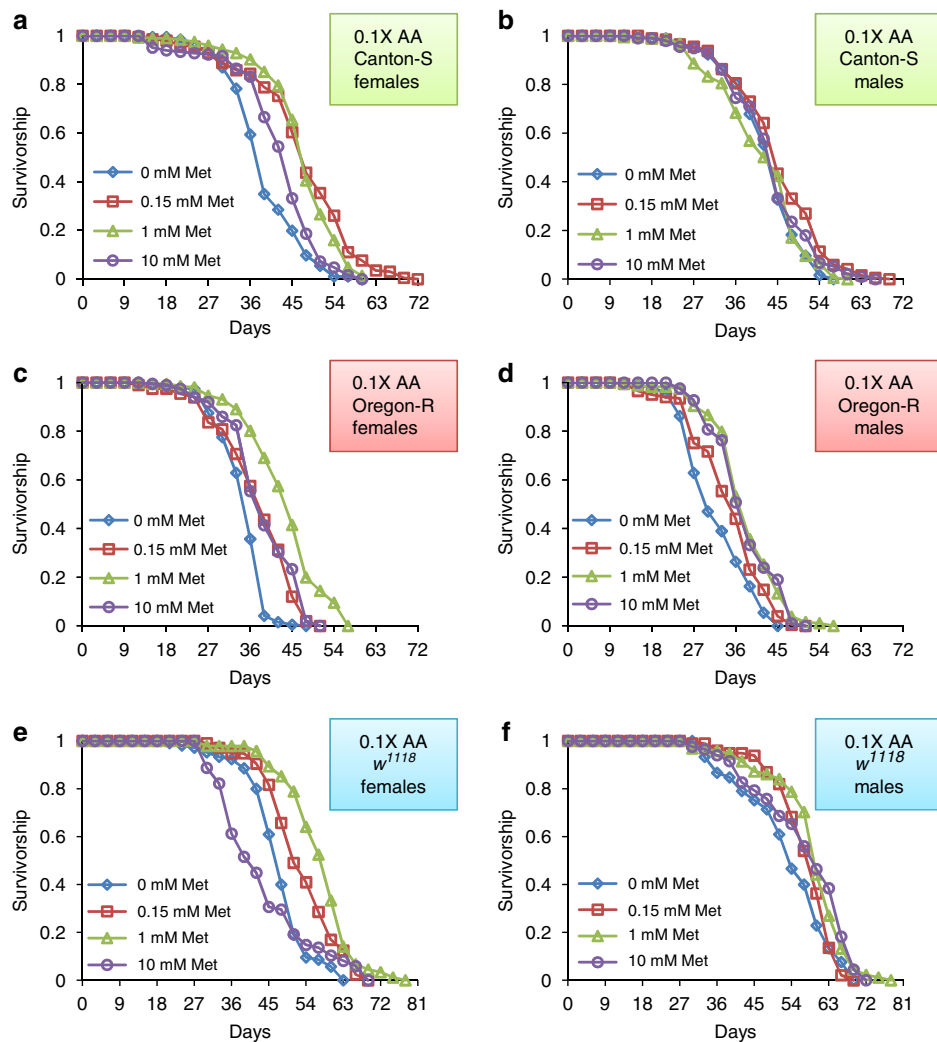 a
0.1X AA
Canton-S
females
Survivorship
1
0.8
0.6
0.4
0.2
0
0 mM Met
0.15 mM Met
1 mM Met
10 mM Met
0 9 18 27 36 45 54 63 72
Days
b
0.1X AA
Canton-S
males
Survivorship
1
0.8
0.6
0.4
0.2
0
0 mM Met
0.15 mM Met
1 mM Met
10 mM Met
0 9 18 27 36 45 54 63 72
Days
c
0.1X AA
Oregon-R
females
Survivorship
1
0.8
0.6
0.4
0.2
0
0 mM Met
0.15 mM Met
1 mM Met
10 mM Met
0 9 18 27 36 45 54 63 72
Days
d
0.1X AA
Oregon-R
males
Survivorship
1
0.8
0.6
0.4
0.2
0
0 mM Met
0.15 mM Met
1 mM Met
10 mM Met
0 9 18 27 36 45 54 63 72
Days
e
0.1X AA
w1118
females
Survivorship
1
0.8
0.6
0.4
0.2
0
0 mM Met
0.15 mM Met
1 mM Met
10 mM Met
0 9 18 27 36 45 54 63 72 81
Days
f
0.1X AA
w1118
males
Survivorship
1
0.8
0.6
0.4
0.2
0
0 mM Met
0.15 mM Met
1 mM Met
10 mM Met
0 9 18 27 36 45 54 63 72 81
Days